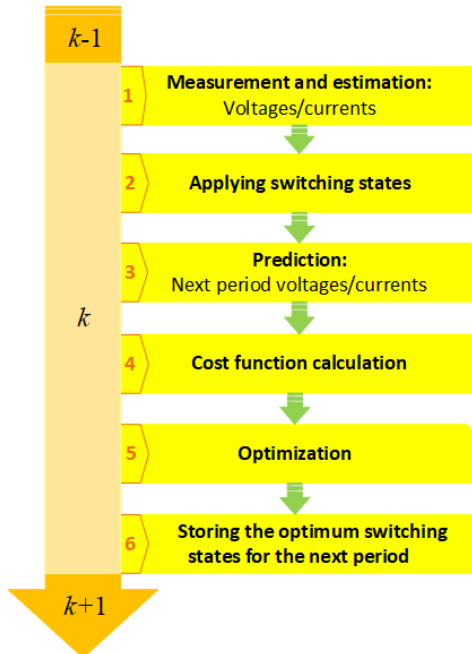 k-1
1
Measurement and estimation:
Voltages/currents
2
Applying switching states
3
Prediction:
Next period voltages/currents
k
4
Cost function calculation
5
Optimization
6
Storing the optimum switching
states for the next period
k+1